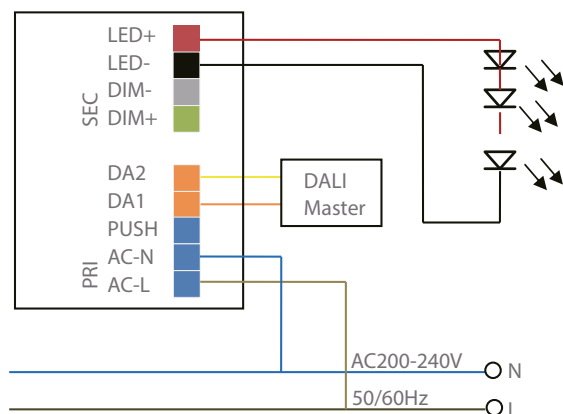 LED+
LED-
DIM-
DIM+
SEC
DA2
DA1
PUSH
AC-N
AC-L
PRI
DALI
Master
AC200-240V
N
50/60Hz
L